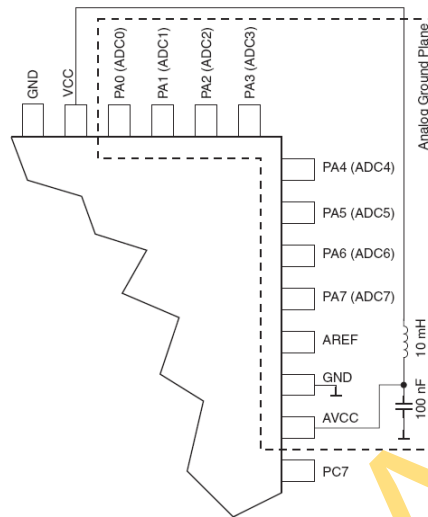 GND
VCC
PA0 (ADC0)
PA1 (ADC1)
PA2 (ADC2)
PA3 (ADC3)
Analog Ground Plane
PA4 (ADC4)
PA5 (ADC5)
PA6 (ADC6)
PA7 (ADC7)
AREF
10 mH
GND
AVCC
100 nF
PC7